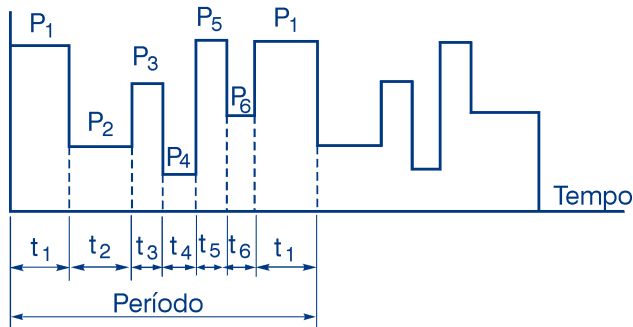 P1 P2 P3 P4 P5 P6 P1
Tempo
t1 t2 t3 t4 t5 t6 t1
Período